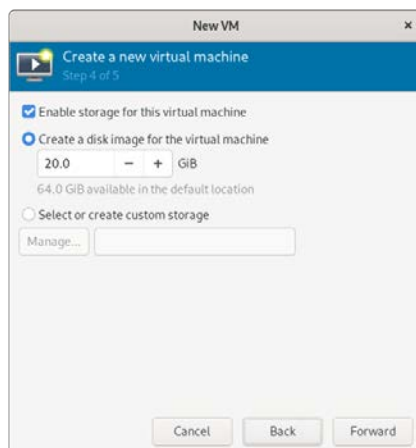 New VM ×
Create a new virtual machine
Step 4 of 5
Enable storage for this virtual machine
Create a disk image for the virtual machine
20.0 − + GiB
64.0 GiB available in the default location
Select or create custom storage
Manage...
Cancel Back Forward